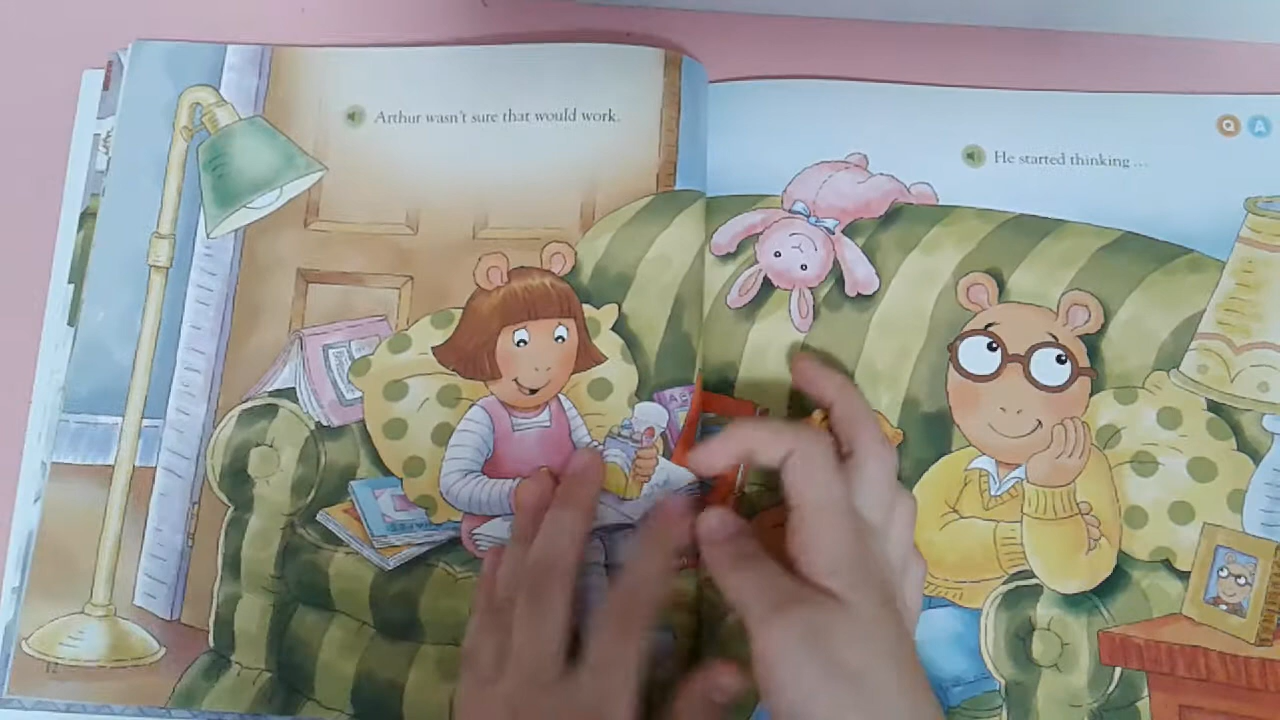 Arthur wasn't sure that would work.
Q A
He started thinking ...